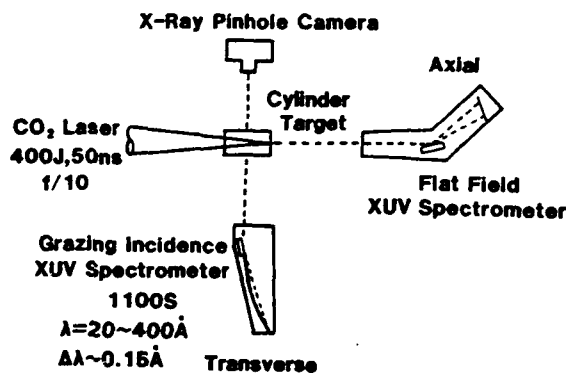 X-Ray Pinhole Camera
Axial
Cylinder
Target
CO₂ Laser
400J,50ns
f/10
Flat Field
XUV Spectrometer
Grazing Incidence
XUV Spectrometer
1100S
λ=20~400Å
Δλ~0.15Å
Transverse